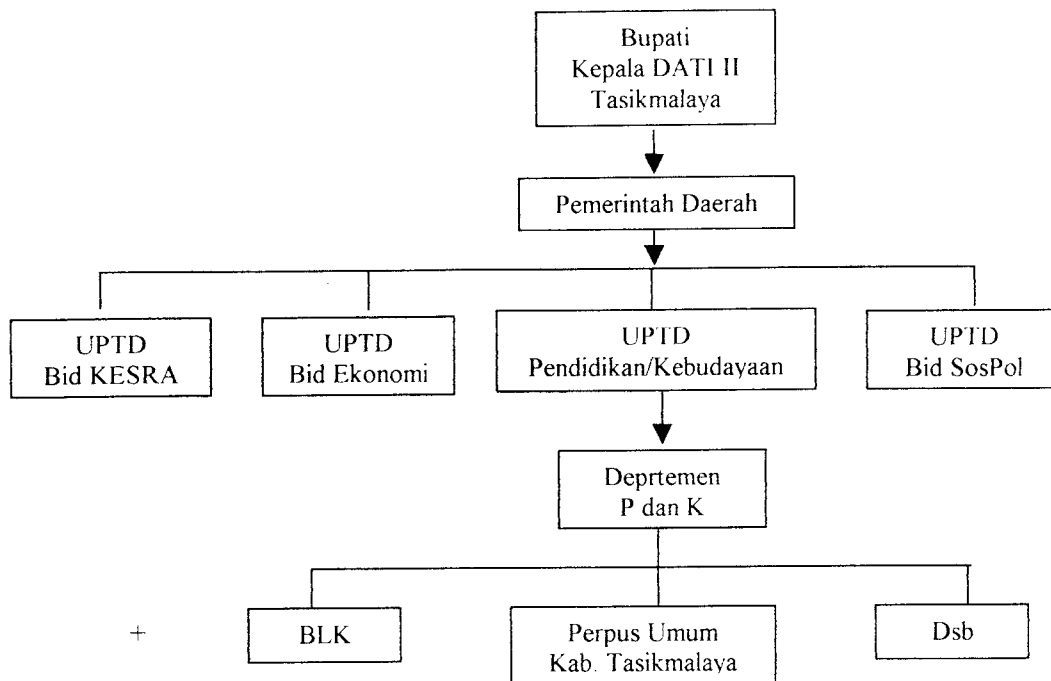 Bupati
Kepala DATI II
Tasikmalaya
Pemerintah Daerah
UPTD
Bid KESRA
UPTD
Bid Ekonomi
UPTD
Pendidikan/Kebudayaan
UPTD
Bid SosPol
Deprtemen
P dan K
+
BLK
Perpus Umum
Kab. Tasikmalaya
Dsb